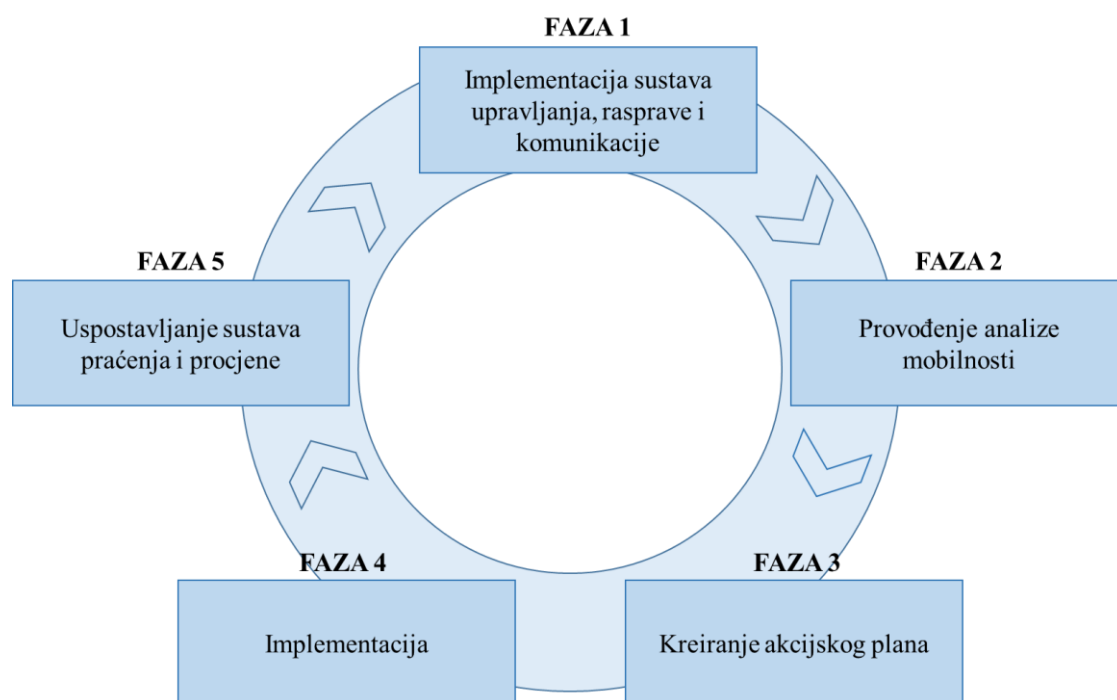 FAZA 1
Implementacija sustava
upravljanja, rasprave i
komunikacije
FAZA 2
Provođenje analize
mobilnosti
FAZA 3
Kreiranje akcijskog plana
FAZA 4
Implementacija
FAZA 5
Uspostavljanje sustava
praćenja i procjene